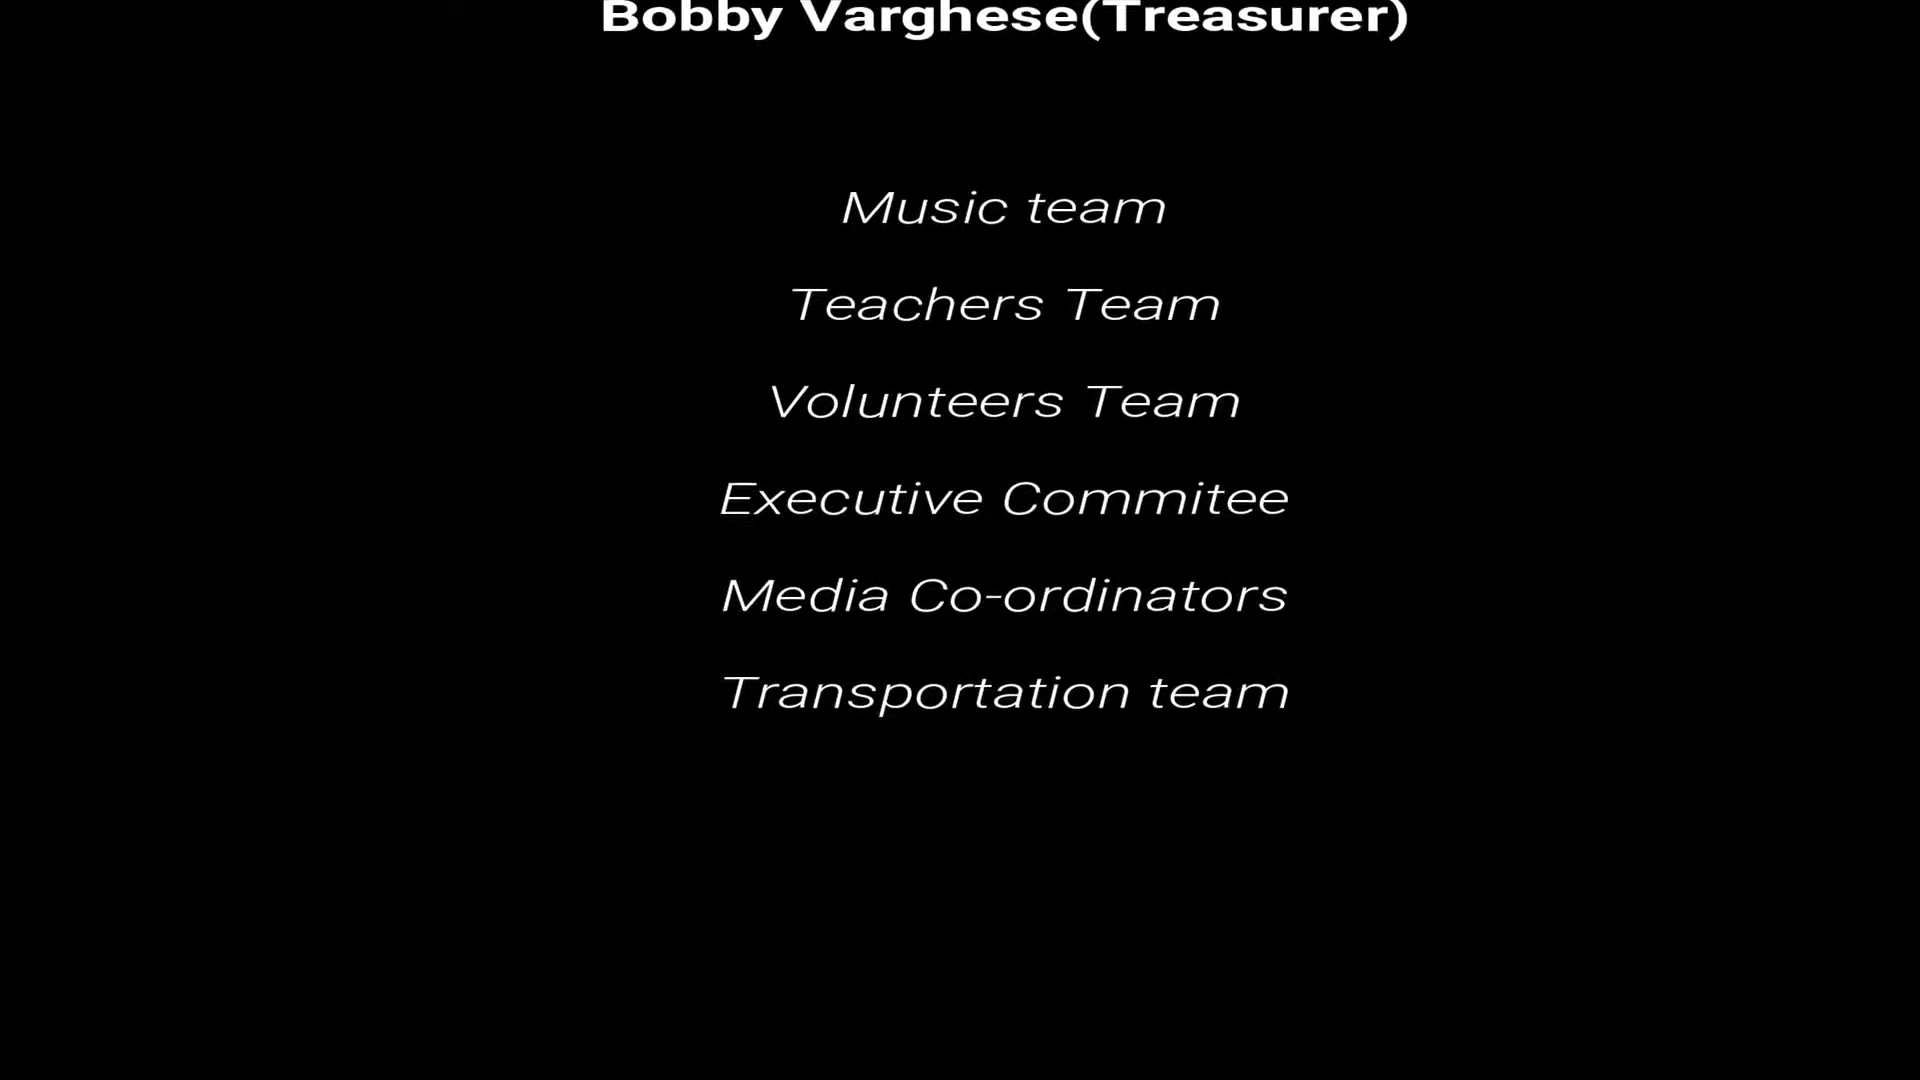 Bobby Varghese(Treasurer)
Music team
Teachers Team
Volunteers Team
Executive Commitee
Media Co-ordinators
Transportation team